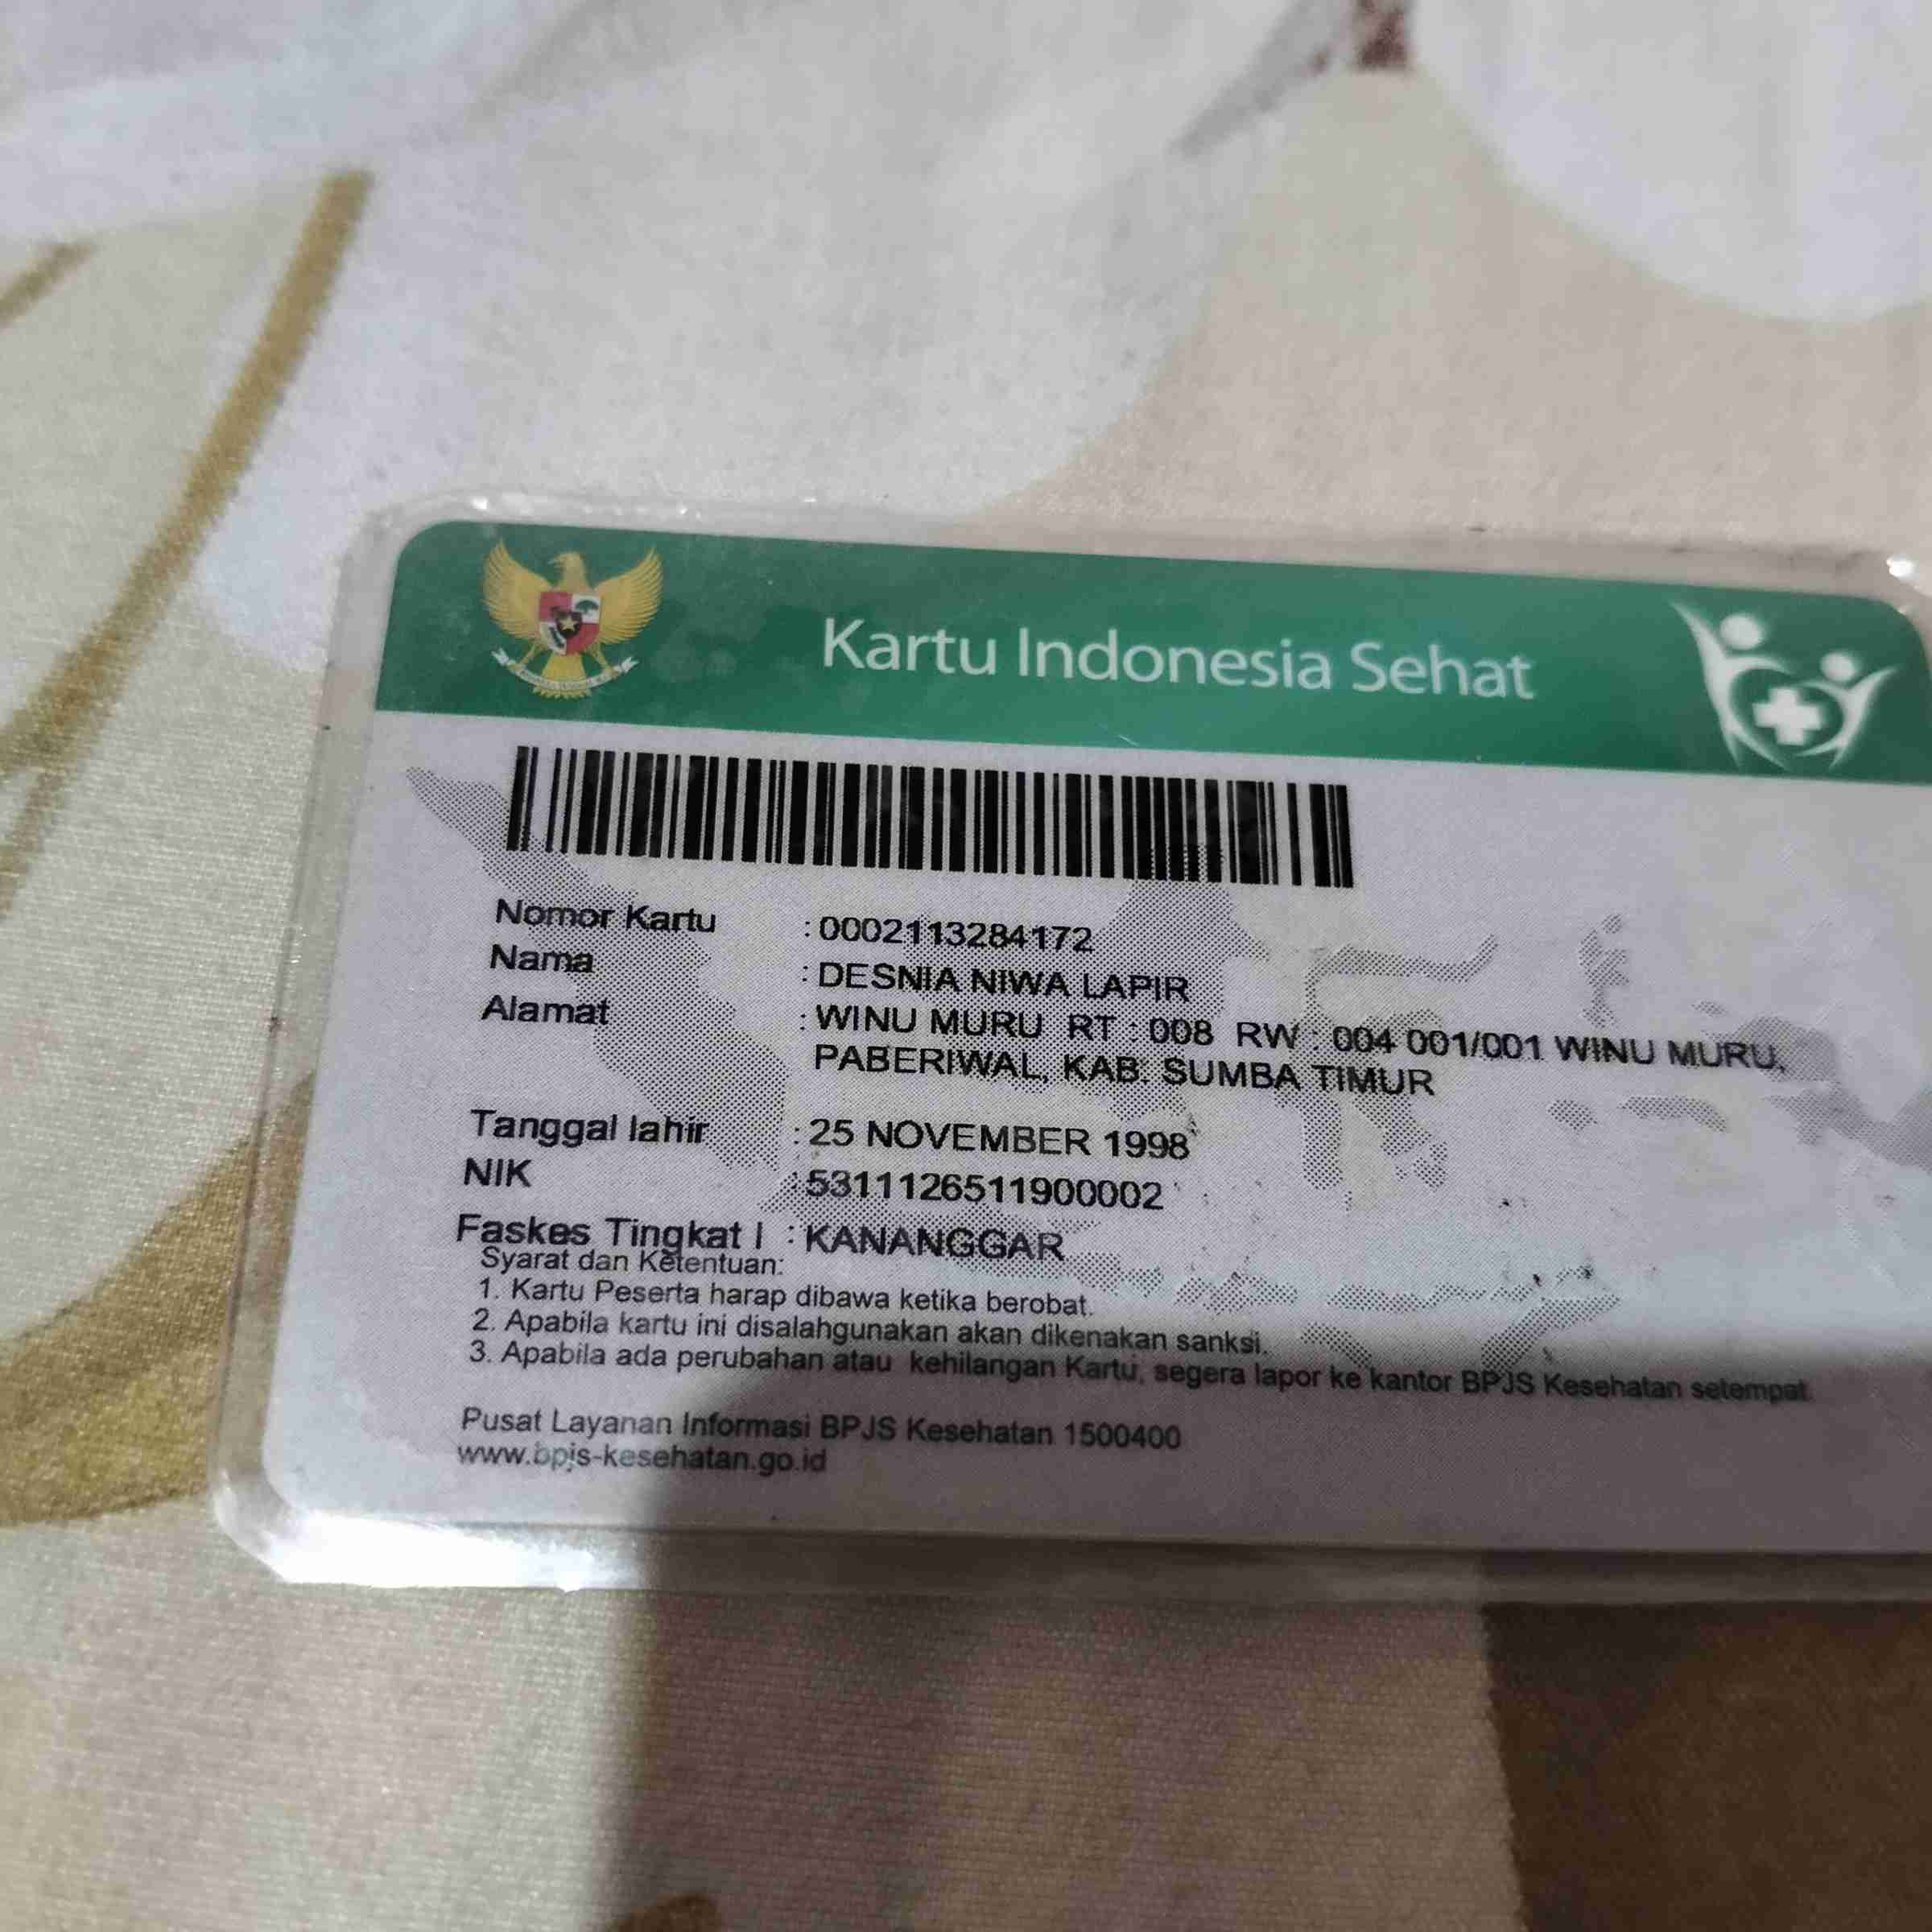 Kartu Indonesia Sehat
Nomor Kartu : 0002113284172
Nama : DESNIA NIWA LAPIR
Alamat : WINU MURU RT : 008 RW : 004 001/001 WINU MURU,
PABERIWAL, KAB. SUMBA TIMUR
Tanggal lahir : 25 NOVEMBER 1998
NIK : 5311126511900002
Faskes Tingkat I : KANANGGAR
Syarat dan Ketentuan:
1. Kartu Peserta harap dibawa ketika berobat.
2. Apabila kartu ini disalahgunakan akan dikenakan sanksi.
3. Apabila ada perubahan atau kehilangan Kartu, segera lapor ke kantor BPJS Kesehatan setempat.
Pusat Layanan Informasi BPJS Kesehatan 1500400
www.bpjs-kesehatan.go.id